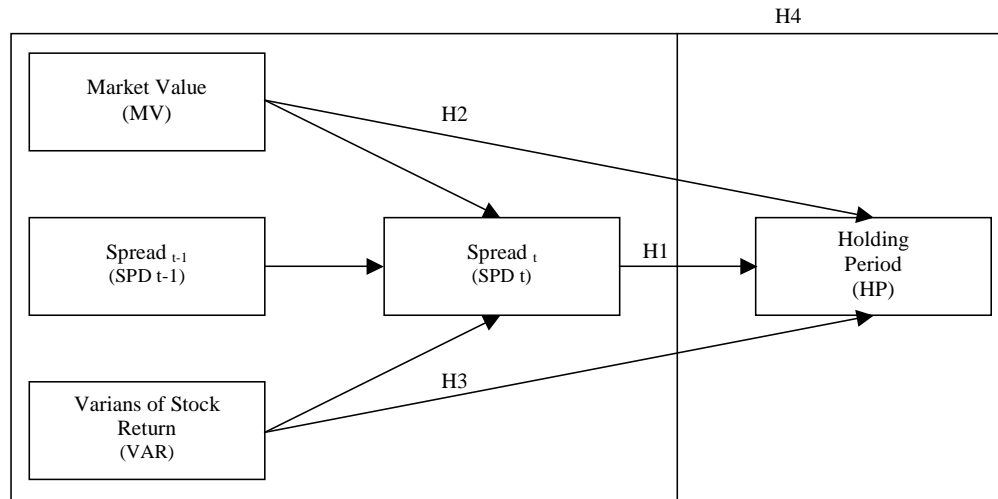 H4
Market Value
(MV)
H2
Spread t-1
(SPD t-1)
Spread t
(SPD t)
H1
Holding
Period
(HP)
H3
Varians of Stock
Return
(VAR)